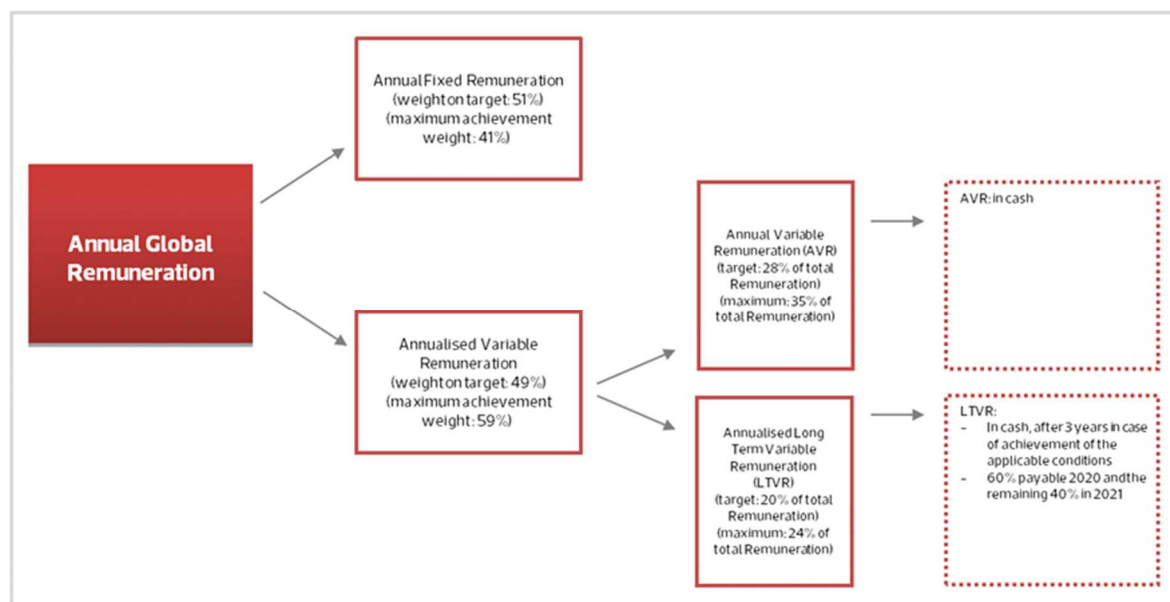 Annual Global
Remuneration
Annual Fixed Remuneration
(weight on target: 51%)
(maximum achievement
weight: 41%)
Annualised Variable
Remuneration
(weight on target: 49%)
(maximum achievement
weight: 59%)
Annual Variable
Remuneration (AVR)
(target: 28% of total
Remuneration)
(maximum: 35% of
total Remuneration)
AVR: in cash
Annualised Long
Term Variable
Remuneration
(LTVR)
(target: 20% of total
Remuneration)
(maximum: 24% of
total Remuneration)
LTVR:
- In cash, after 3 years in case
of achievement of the
applicable conditions
- 60% payable 2020 and the
remaining 40% in 2021